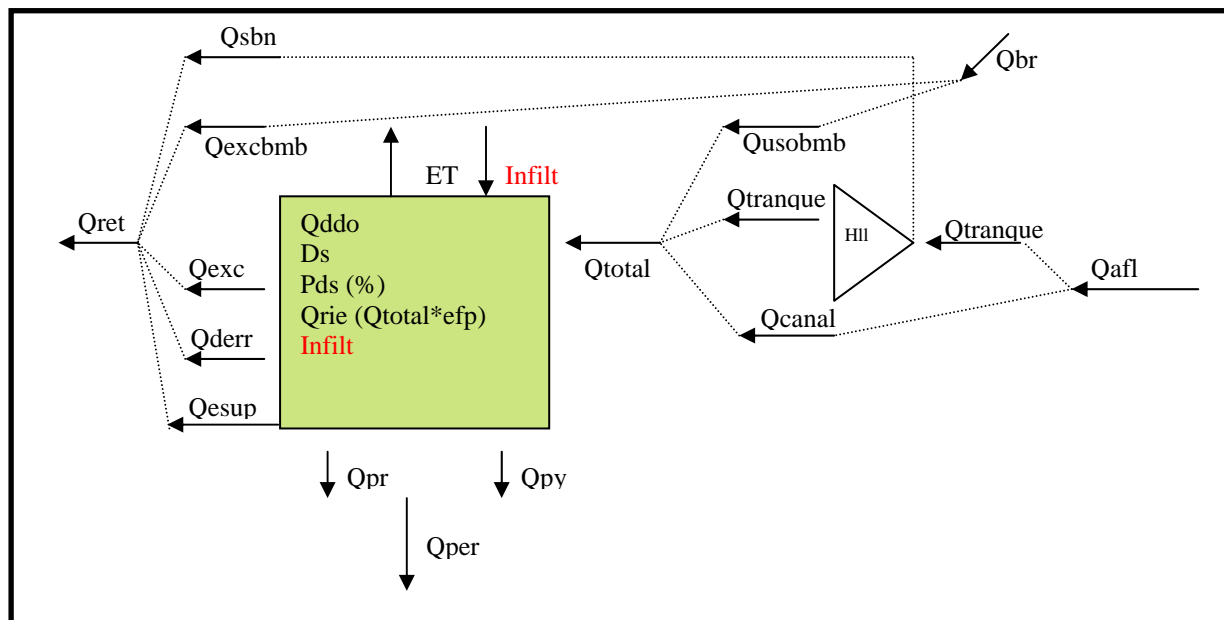 Qsbn
Qbr
Qexcbmb
Qusobmb
ET
Infilt
Qtranque
Qret
Qddo
Ds
Pds (%)
Qrie (Qtotal*efp)
Infilt
Hll
Qtranque
Qtotal
Qafl
Qexc
Qcanal
Qderr
Qesup
Qpr
Qpy
Qper